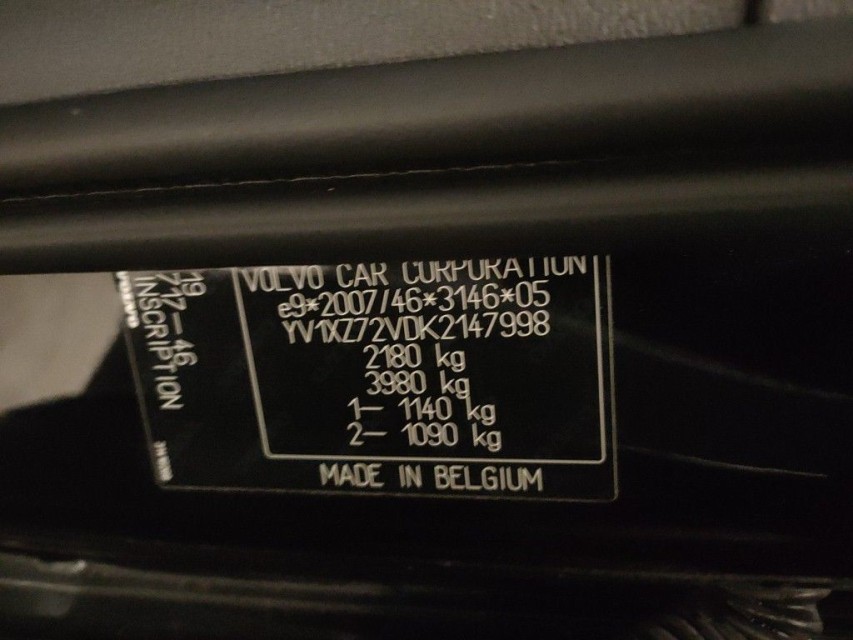 VOLVO CAR CORPORATION
e9*2007/46*3146*05
YV1XZ72VDK2147998
2180 kg
3980 kg
1– 1140 kg
2– 1090 kg
MADE IN BELGIUM
VOLVO
INSCRIPTION
717–46